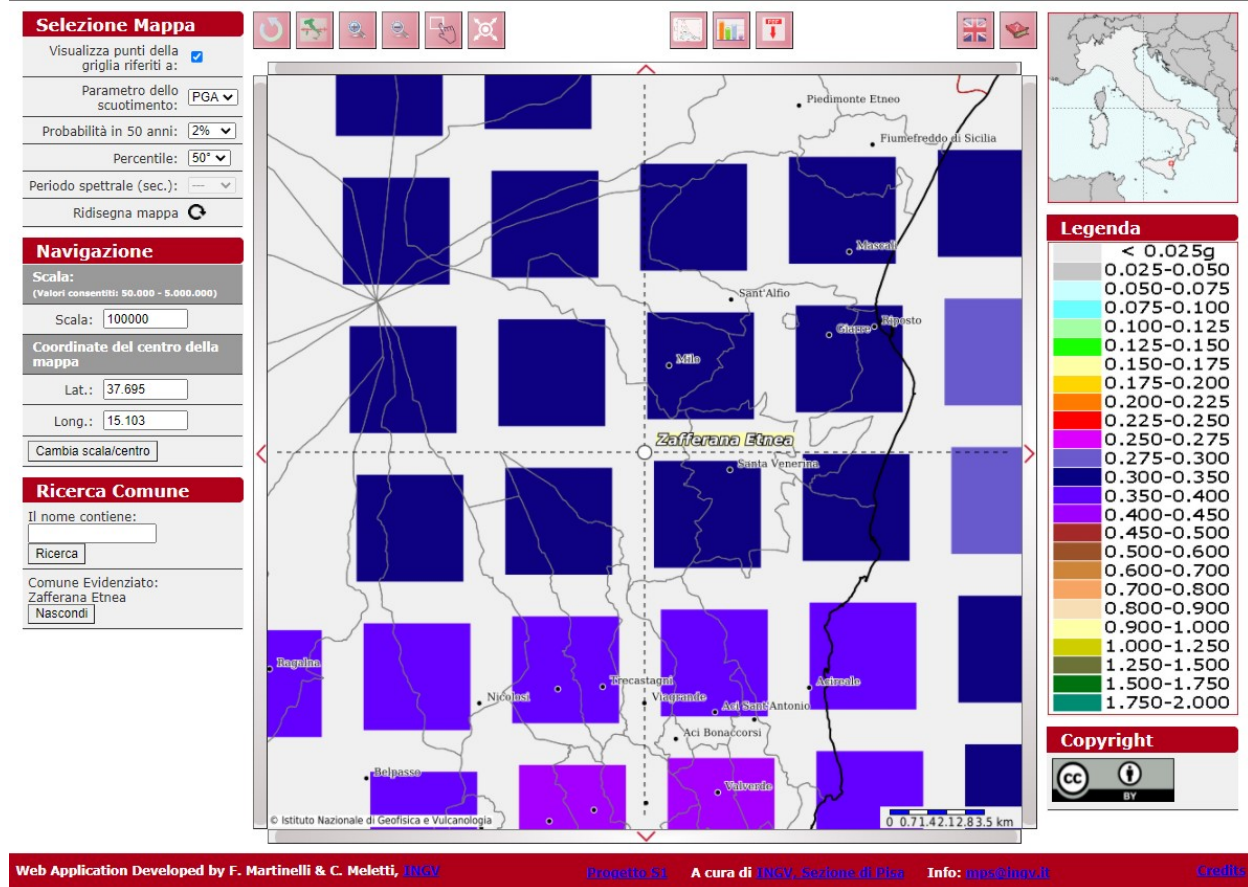 Selezione Mappa
Visualizza punti della
griglia riferiti a:
Parametro dello
scuotimento:
PGA
Probabilità in 50 anni:
2%
Percentile:
50°
Periodo spettrale (sec.):
---
Ridisegna mappa
Navigazione
Scala:
(Valori consentiti: 50.000 - 5.000.000)
Scala:
100000
Coordinate del centro della
mappa
Lat.:
37.695
Long.:
15.103
Cambia scala/centro
Ricerca Comune
Il nome contiene:
Ricerca
Comune Evidenziato:
Zafferana Etnea
Nascondi
PDF
Piedimonte Etneo
Fiumefreddo di Sicilia
Mascali
Sant'Alfio
Riposto
Giarre
Milo
Zafferana Etnea
Santa Venerina
Ragalna
Trecastagni
Acireale
Nicolosi
Viagrande
Aci Sant'Antonio
Aci Bonaccorsi
Belpasso
Valverde
© Istituto Nazionale di Geofisica e Vulcanologia
0 0.71.42.12.83.5 km
Legenda
< 0.025g
0.025-0.050
0.050-0.075
0.075-0.100
0.100-0.125
0.125-0.150
0.150-0.175
0.175-0.200
0.200-0.225
0.225-0.250
0.250-0.275
0.275-0.300
0.300-0.350
0.350-0.400
0.400-0.450
0.450-0.500
0.500-0.600
0.600-0.700
0.700-0.800
0.800-0.900
0.900-1.000
1.000-1.250
1.250-1.500
1.500-1.750
1.750-2.000
Copyright
cc
BY
Web Application Developed by F. Martinelli & C. Meletti, INGV
Progetto S1
A cura di INGV, Sezione di Pisa
Info: mps@ingv.it
Credits